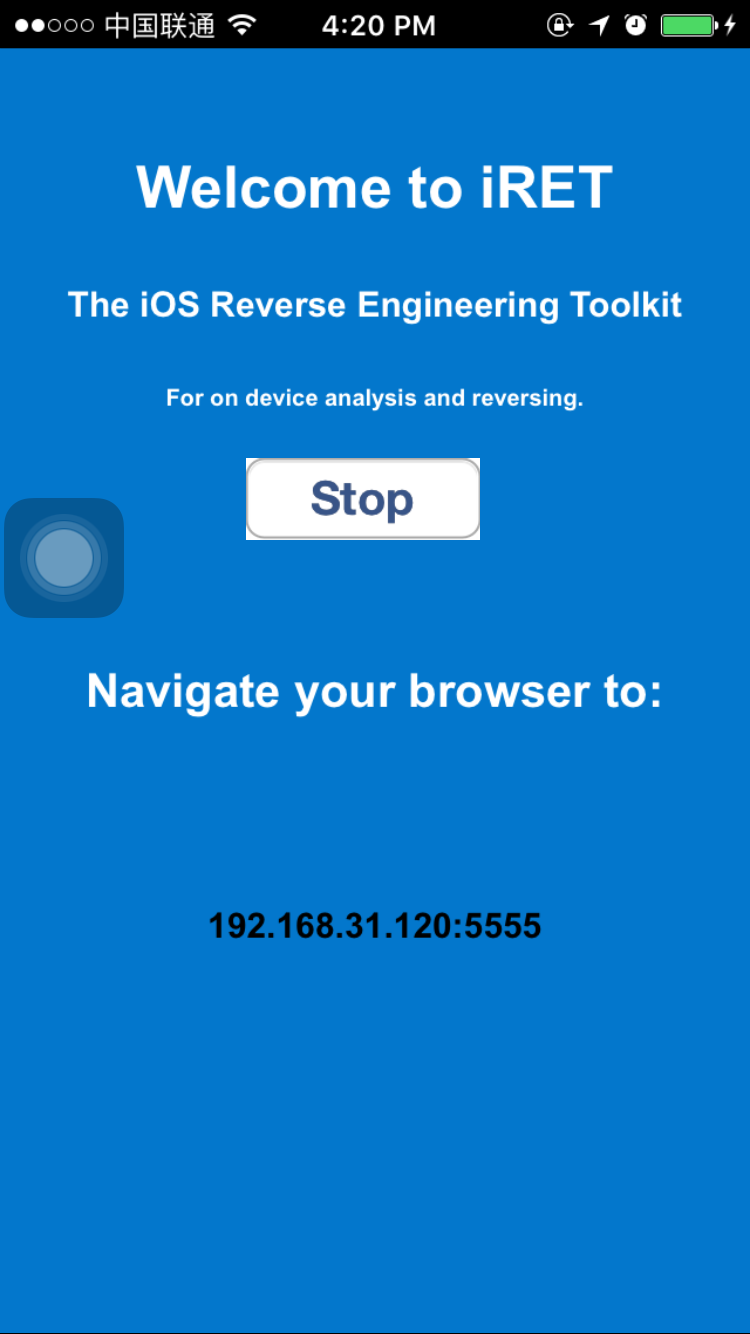 中国联通 4:20 PM
Welcome to iRET
The iOS Reverse Engineering Toolkit
For on device analysis and reversing.
Stop
Navigate your browser to:
192.168.31.120:5555